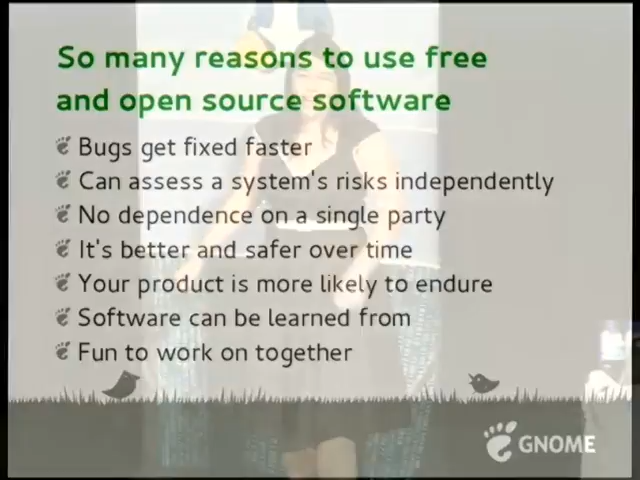 So many reasons to use free
and open source software
Bugs get fixed faster
Can assess a system's risks independently
No dependence on a single party
It's better and safer over time
Your product is more likely to endure
Software can be learned from
Fun to work on together
GNOME